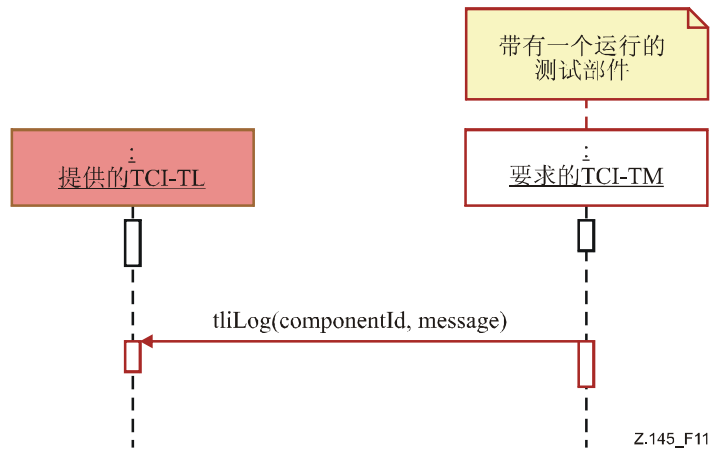 带有一个运行的
测试部件
:
提供的TCI-TL
:
要求的TCI-TM
tliLog(componentId, message)
Z.145_F11